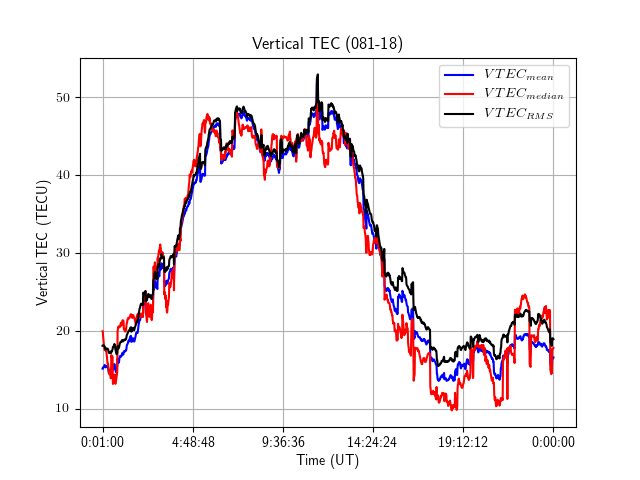 Vertical TEC (081-18)
VTEC_mean
VTEC_median
VTEC_RMS
Vertical TEC (TECU)
50
40
30
20
10
0:01:00 4:48:48 9:36:36 14:24:24 19:12:12 0:00:00
Time (UT)